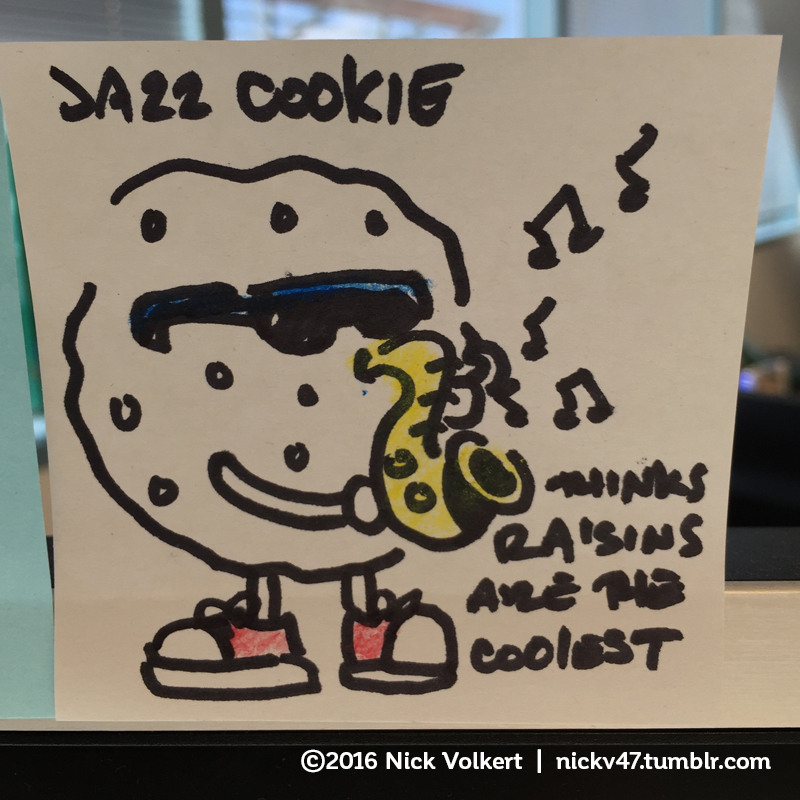 JAZZ COOKIE
THINKS
RAISINS
ARE THE
COOLEST
©2016 Nick Volkert | nickv47.tumblr.com